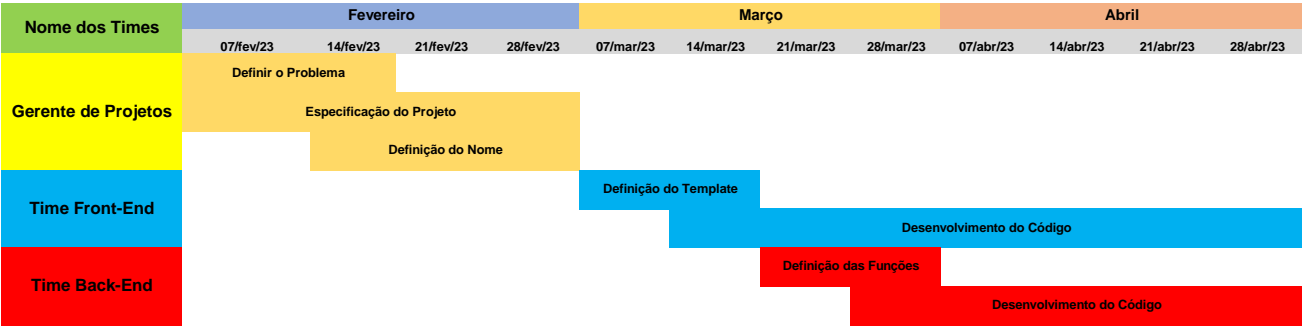 Nome dos Times
Fevereiro
Março
Abril
07/fev/23 14/fev/23 21/fev/23 28/fev/23 07/mar/23 14/mar/23 21/mar/23 28/mar/23 07/abr/23 14/abr/23 21/abr/23 28/abr/23
Gerente de Projetos
Definir o Problema
Especificação do Projeto
Definição do Nome
Time Front-End
Definição do Template
Desenvolvimento do Código
Time Back-End
Definição das Funções
Desenvolvimento do Código